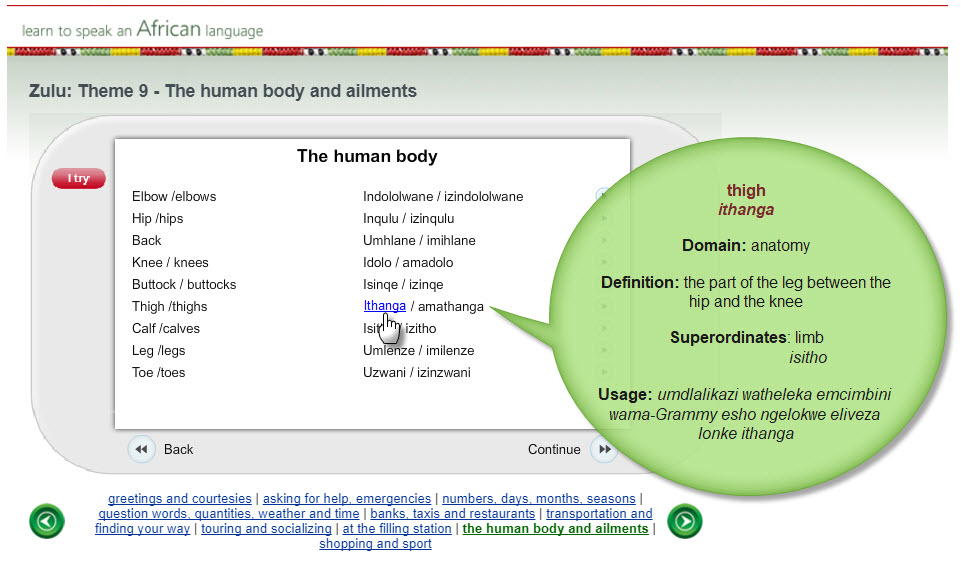 learn to speak an African language
Zulu: Theme 9 - The human body and ailments
I try
The human body
Elbow /elbows Indololwane / izindololwane
Hip /hips Inqulu / izinqulu
Back Umhlane / imihlane
Knee / knees Idolo / amadolo
Buttock / buttocks Isinqe / izinqe
Thigh /thighs Ithanga / amathanga
Calf /calves / izitho
Leg /legs Umlenze / imilenze
Toe /toes Uzwani / izinzwani
Back Continue
thigh
ithanga
Domain: anatomy
Definition: the part of the leg between the
hip and the knee
Superordinates: limb
isitho
Usage: umdlalikazi watheleka emcimbini
wama-Grammy esho ngelokwe eliveza
lonke ithanga
greetings and courtesies | asking for help, emergencies | numbers, days, months, seasons |
question words, quantities, weather and time | banks, taxis and restaurants | transportation and
finding your way | touring and socializing | at the filling station | the human body and ailments |
shopping and sport